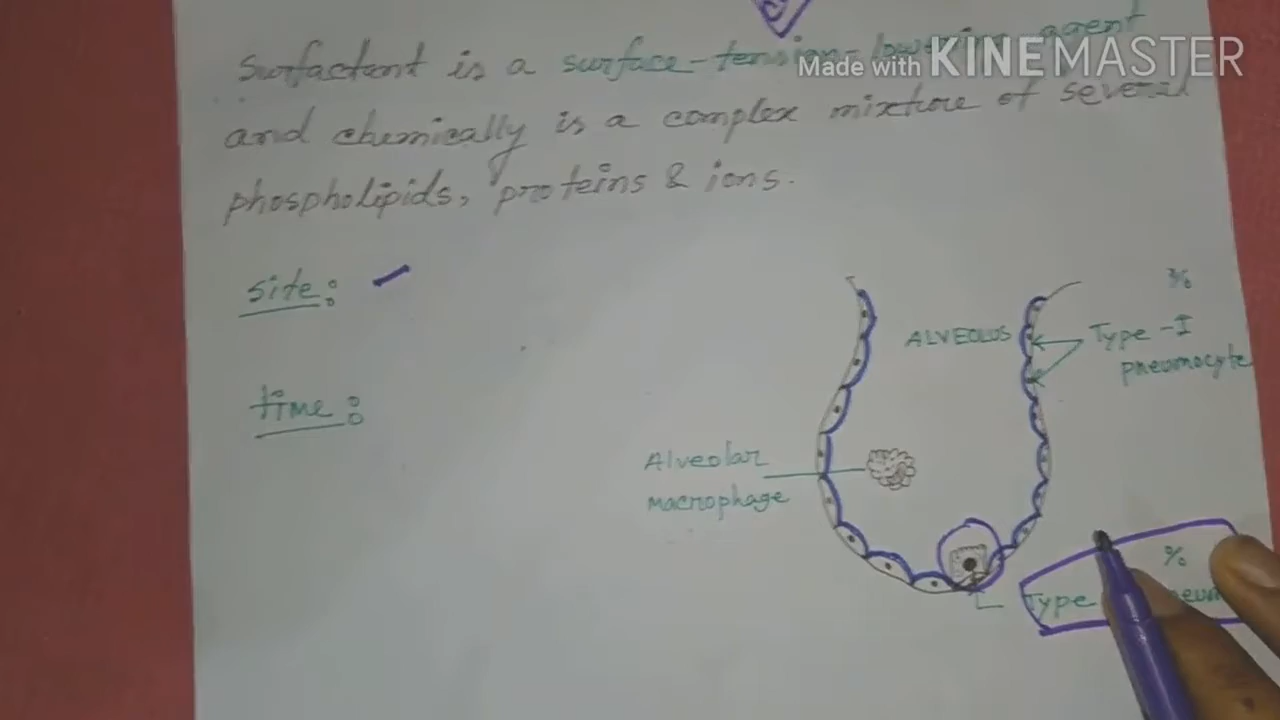 Surfactant is a surface-tension-lowering agent
Made with KINEMASTER
and chemically is a complex mixture of several
phospholipids, proteins & ions.
site:
time:
ALVEOLUS
%
Type-I
pneumocyte
Alveolar
macrophage
%
Type